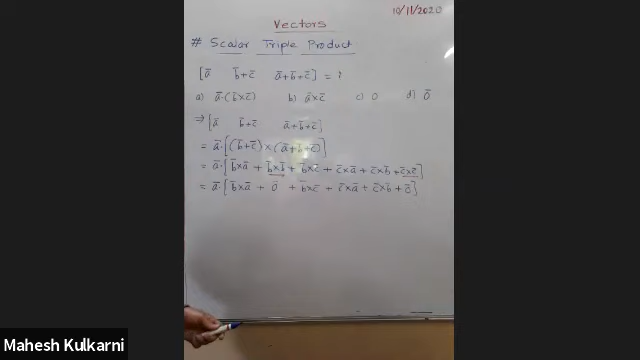 10/11/2020
Vectors
# Scalar Triple Product
[ā b̄+c̄ ā+b̄+c̄] = ?
a) ā·(b̄×c̄) b) ā×c̄ c) 0 d) 0̄
⇒ [ā b̄+c̄ ā+b̄+c̄]
= ā·[(b̄+c̄)×(ā+b̄+c̄)]
= ā·[b̄×ā + b̄×b̄ + b̄×c̄ + c̄×ā + c̄×b̄ + c̄×c̄]
= ā·[b̄×ā + 0̄ + b̄×c̄ + c̄×ā + c̄×b̄ + 0̄]
Mahesh Kulkarni